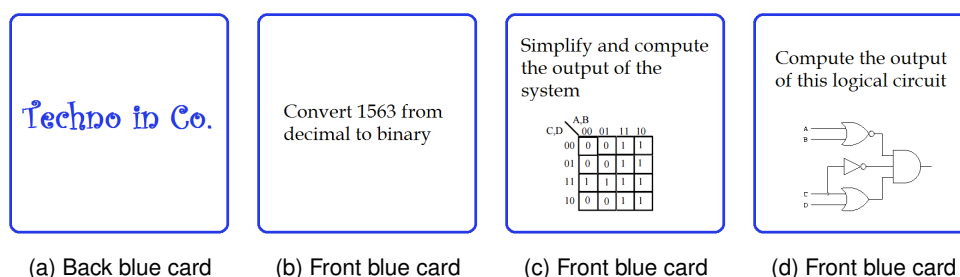 Techno in Co.
Convert 1563 from
decimal to binary
Simplify and compute
the output of the
system
A,B
C,D 00 01 11 10
00 0 0 1 1
01 0 0 1 1
11 1 1 1 1
10 0 0 1 1
Compute the output
of this logical circuit
A
B
C
D
(a) Back blue card
(b) Front blue card
(c) Front blue card
(d) Front blue card